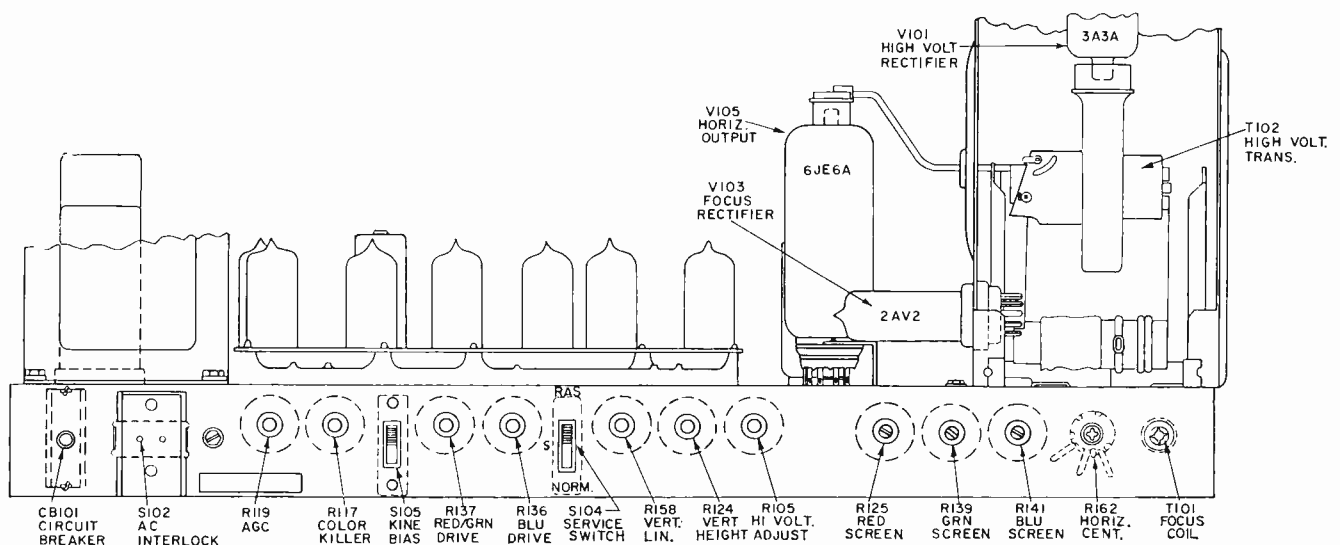 V101
HIGH VOLT
RECTIFIER
3A3A
V105
HORIZ.
OUTPUT
6JE6A
T102
HIGH VOLT.
TRANS.
V103
FOCUS
RECTIFIER
2AV2
RAS
S
NORM.
CB101
CIRCUIT
BREAKER
S102
AC
INTERLOCK
R119
AGC
R117
COLOR
KILLER
S105
KINE
BIAS
R137
RED/GRN
DRIVE
R136
BLU
DRIVE
S104
SERVICE
SWITCH
R158
VERT.
LIN.
R124
VERT
HEIGHT
R105
HI VOLT.
ADJUST
R125
RED
SCREEN
R139
GRN
SCREEN
R141
BLU
SCREEN
R162
HORIZ.
CENT.
T101
FOCUS
COIL